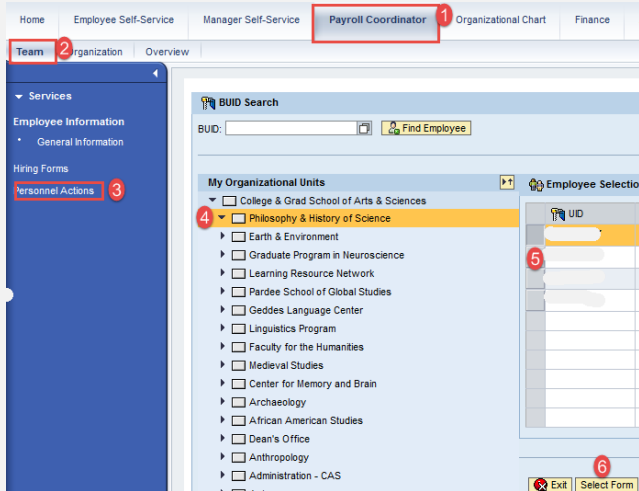 Home Employee Self-Service Manager Self-Service Payroll Coordinator 1 Organizational Chart Finance
Team 2 rganization Overview
Services
Employee Information
General Information
Hiring Forms
Personnel Actions 3
BUID Search
BUID: Find Employee
My Organizational Units
College & Grad School of Arts & Sciences
4 Philosophy & History of Science
Earth & Environment
Graduate Program in Neuroscience
Learning Resource Network
Pardee School of Global Studies
Geddes Language Center
Linguistics Program
Faculty for the Humanities
Medieval Studies
Center for Memory and Brain
Archaeology
African American Studies
Dean's Office
Anthropology
Administration - CAS
Employee Selectio
UID
5
6
Exit Select Form